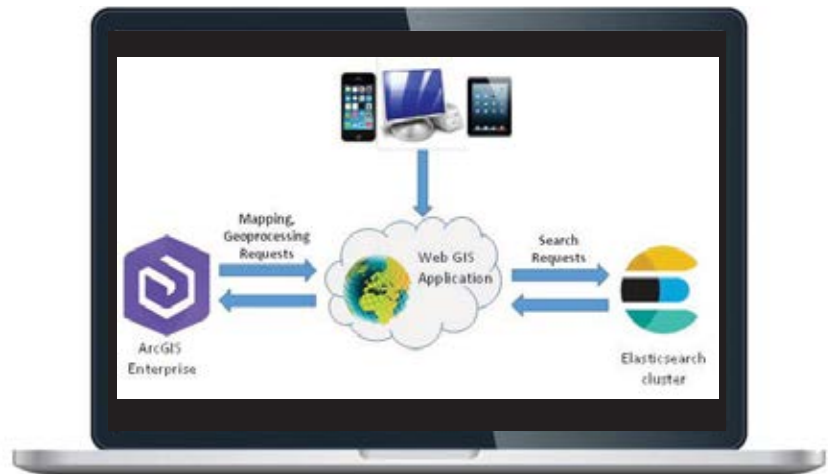 Mapping,
Geoprocessing
Requests
Web GIS
Application
Search
Requests
ArcGIS
Enterprise
Elasticsearch
cluster